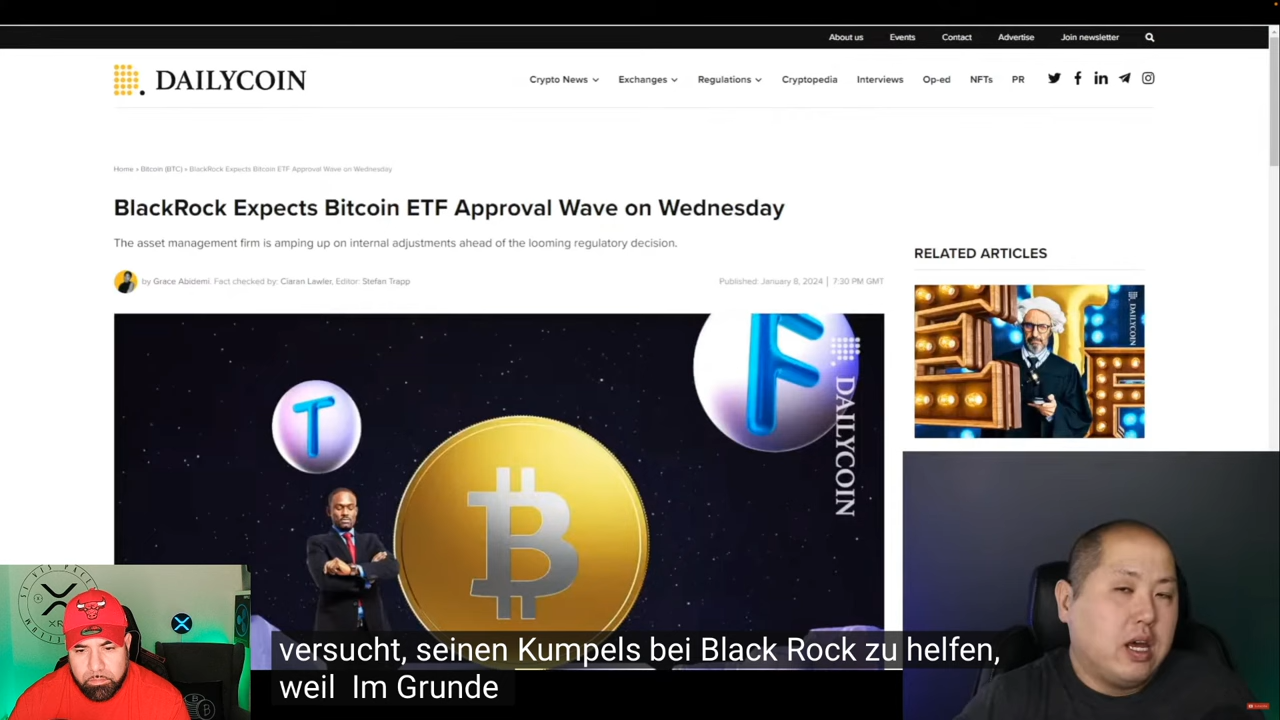 About us Events Contact Advertise Join newsletter
DAILYCOIN
Crypto News Exchanges Regulations Cryptopedia Interviews Op-ed NFTs PR
Home » Bitcoin (BTC) » BlackRock Expects Bitcoin ETF Approval Wave on Wednesday
BlackRock Expects Bitcoin ETF Approval Wave on Wednesday
The asset management firm is amping up on internal adjustments ahead of the looming regulatory decision.
by Grace Abidemi. Fact checked by: Ciaran Lawler, Editor: Stefan Trapp
Published: January 8, 2024 | 7:30 PM GMT
RELATED ARTICLES
T
F
DAILYCOIN
DAILYCOIN
versucht, seinen Kumpels bei Black Rock zu helfen,
weil Im Grunde